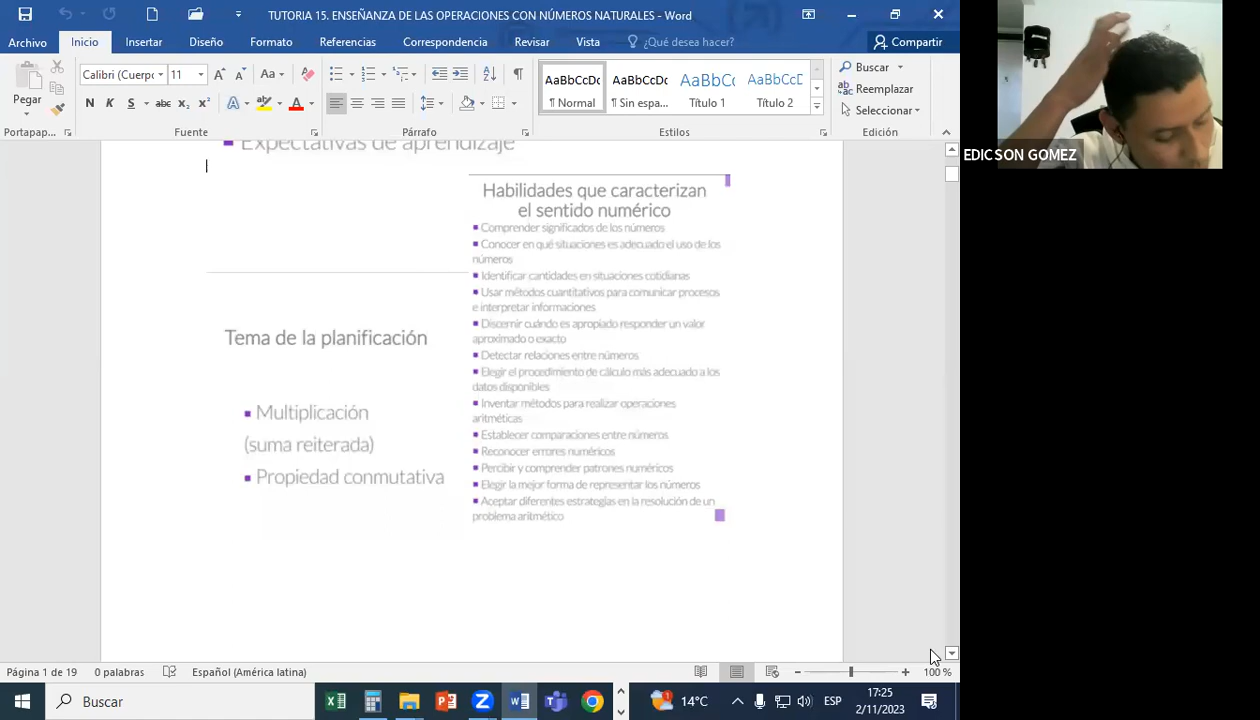 TUTORIA 15. ENSEÑANZA DE LAS OPERACIONES CON NÚMEROS NATURALES - Word
Archivo Inicio Insertar Diseño Formato Referencias Correspondencia Revisar Vista ¿Qué desea hacer? Compartir
Calibri (Cuerpo 11
Pegar
Portapap...
Fuente
Párrafo
AaBbCcDc AaBbCcDc AaBbCc AaBbCcD
¶ Normal ¶ Sin espa... Título 1 Título 2
Estilos
Buscar
Reemplazar
Seleccionar
Edición
EDICSON GOMEZ
Expectativas de aprendizaje
Habilidades que caracterizan
el sentido numérico
Comprender significados de los números
Conocer en qué situaciones es adecuado el uso de los
números
Identificar cantidades en situaciones cotidianas
Usar métodos cuantitativos para comunicar procesos
e interpretar informaciones
Discernir cuándo es apropiado responder un valor
aproximado o exacto
Detectar relaciones entre números
Elegir el procedimiento de cálculo más adecuado a los
datos disponibles
Inventar métodos para realizar operaciones
aritméticas
Establecer comparaciones entre números
Reconocer errores numéricos
Percibir y comprender patrones numéricos
Elegir la mejor forma de representar los números
Aceptar diferentes estrategias en la resolución de un
problema aritmético
Tema de la planificación
Multiplicación
(suma reiterada)
Propiedad conmutativa
Página 1 de 19 0 palabras Español (América latina) 100 %
Buscar
14°C
ESP
17:25
2/11/2023